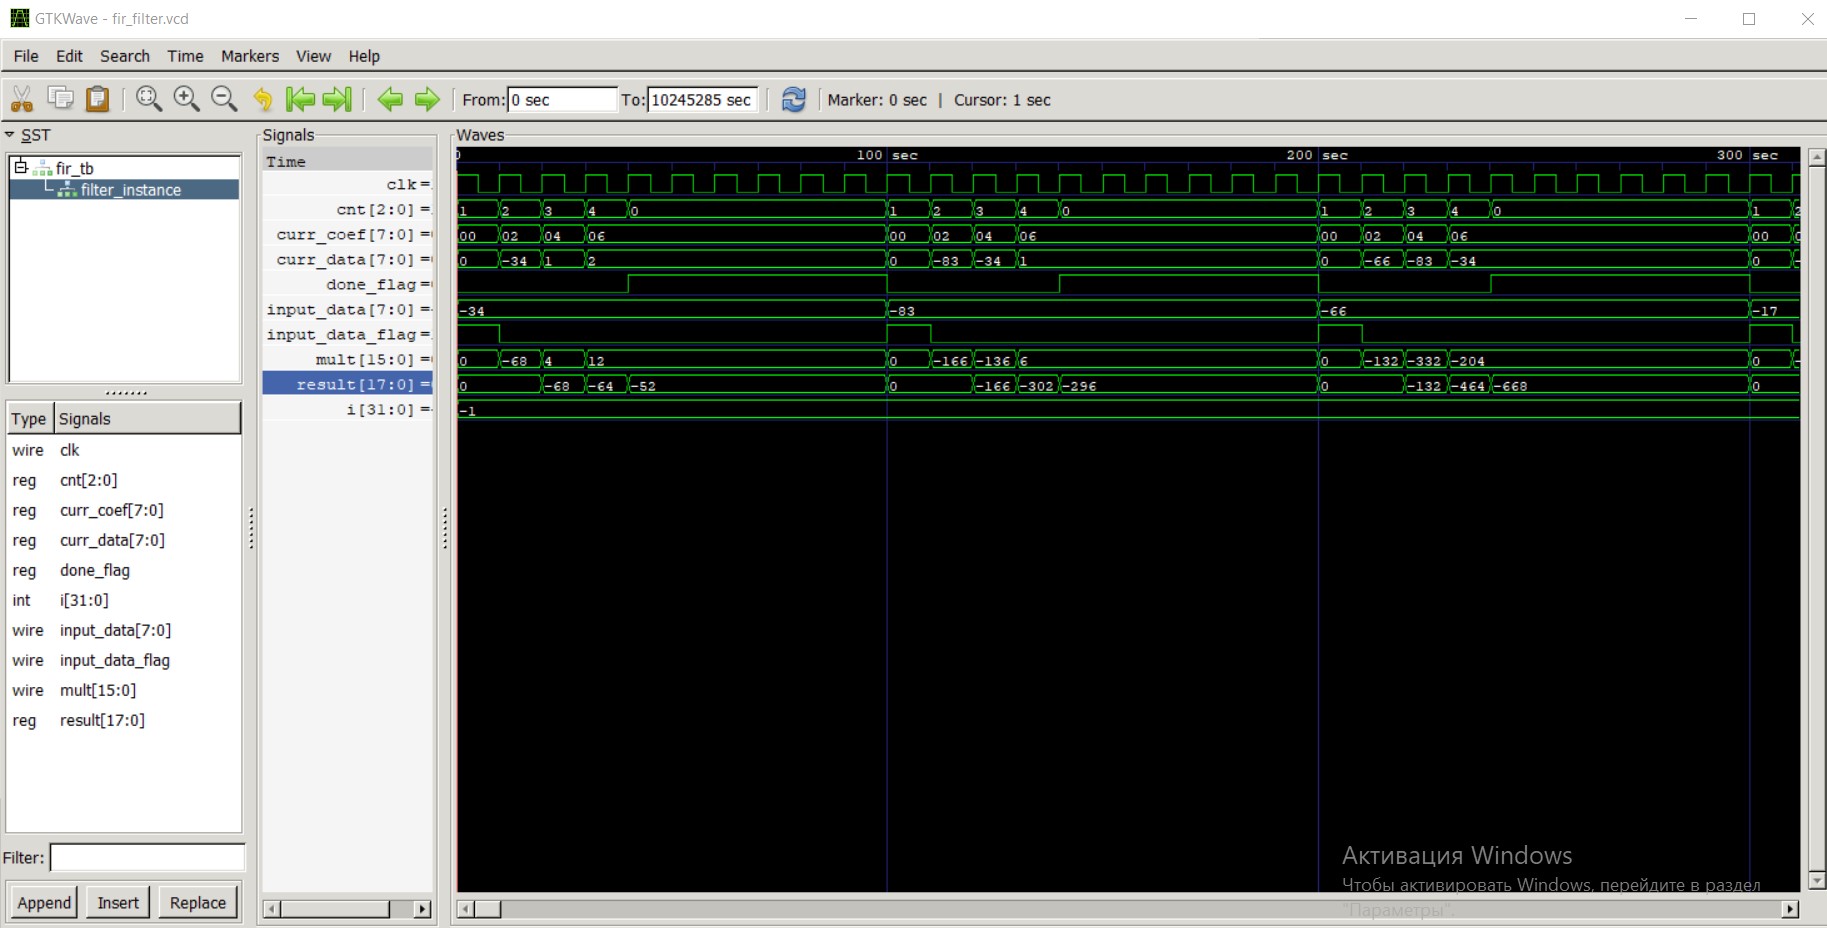 GTKWave - fir_filter.vcd
File Edit Search Time Markers View Help
From: 0 sec To: 10245285 sec Marker: 0 sec | Cursor: 1 sec
SST
fir_tb
filter_instance
Type Signals
wire clk
reg cnt[2:0]
reg curr_coef[7:0]
reg curr_data[7:0]
reg done_flag
int i[31:0]
wire input_data[7:0]
wire input_data_flag
wire mult[15:0]
reg result[17:0]
Filter:
Append Insert Replace
Signals
Time
clk=
cnt[2:0] =
curr_coef[7:0] =
curr_data[7:0] =
done_flag =
input_data[7:0] =
input_data_flag=
mult[15:0] =
result[17:0] =
i[31:0] =
Waves
0 100 sec 200 sec 300 sec
1 2 3 4 0 1 2 3 4 0 1 2 3 4 0 1 2
00 02 04 06 00 02 04 06 00 02 04 06 00
0 -34 1 2 0 -83 -34 1 0 -66 -83 -34 0
-34 -83 -66 -17
0 -68 4 12 0 -166 -136 6 0 -132 -332 -204 0
0 -68 -64 -52 0 -166 -302 -296 0 -132 -464 -668 0
-1
Активация Windows
Чтобы активировать Windows, перейдите в раздел
"Параметры".